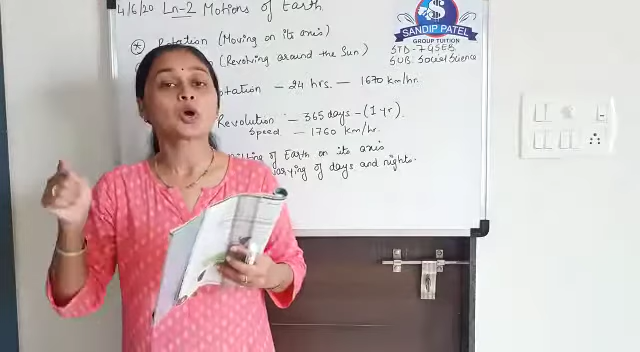 4/6/20 Ln-2 Motions of Earth
* Rotation (Moving on its axis)
(Revolving around the Sun)
Rotation - 24 hrs. - 1670 km/hr.
Revolution - 365 days - (1 yr).
Speed - 1760 km/hr.
of Earth on its axis
varying of days and nights.
$
SANDIP PATEL
GROUP TUITION
STD-7 GSEB
SUB: Social Science